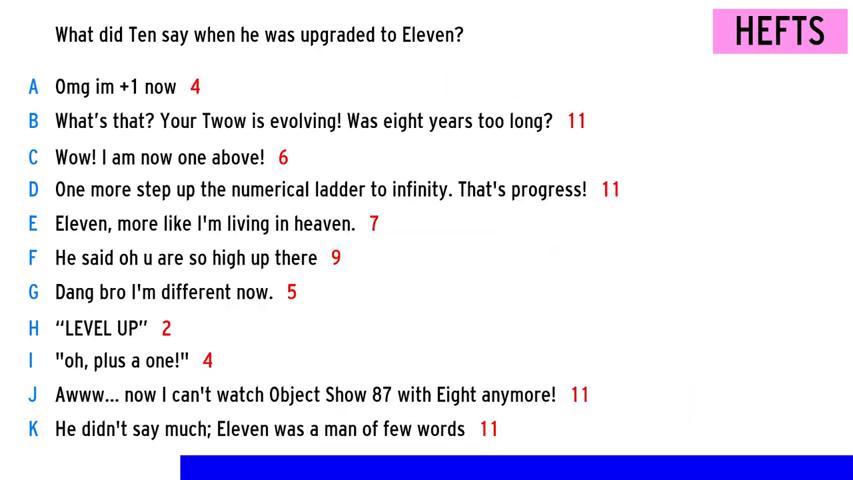 What did Ten say when he was upgraded to Eleven?
HEFTS
A Omg im +1 now 4
B What's that? Your Twow is evolving! Was eight years too long? 11
C Wow! I am now one above! 6
D One more step up the numerical ladder to infinity. That's progress! 11
E Eleven, more like I'm living in heaven. 7
F He said oh u are so high up there 9
G Dang bro I'm different now. 5
H “LEVEL UP” 2
I "oh, plus a one!" 4
J Awww... now I can't watch Object Show 87 with Eight anymore! 11
K He didn't say much; Eleven was a man of few words 11